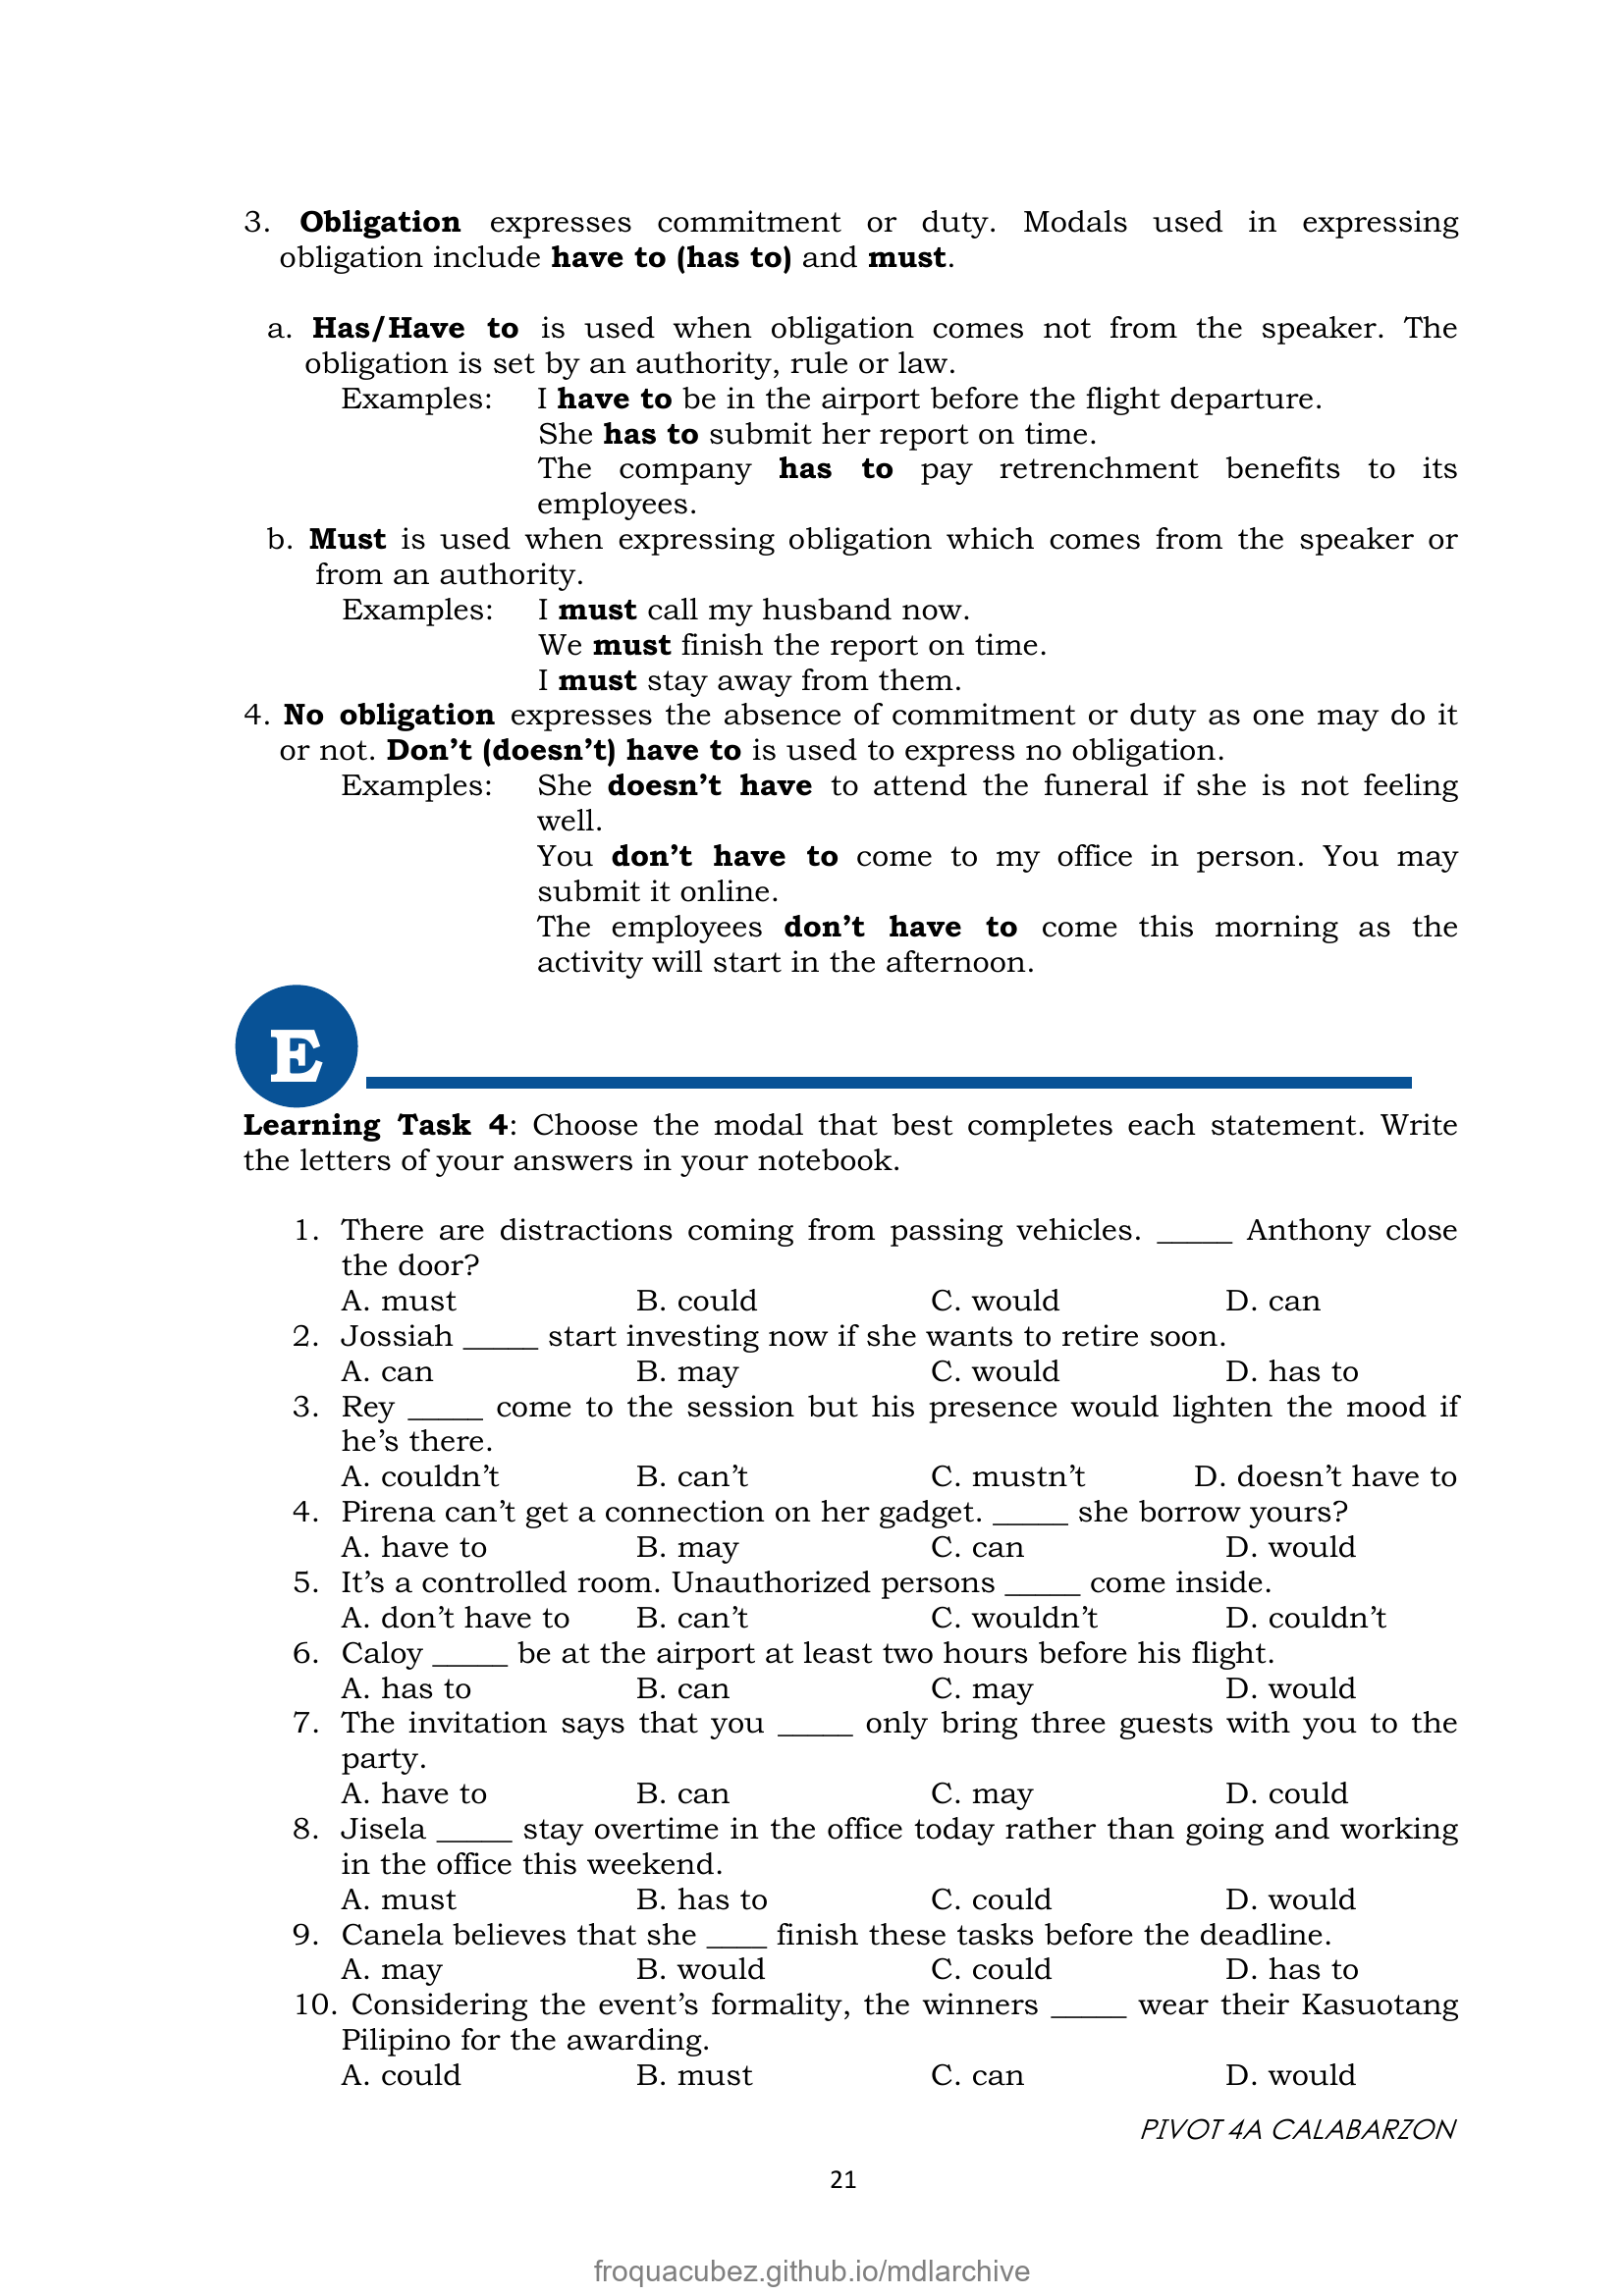 3. Obligation expresses commitment or duty. Modals used in expressing
obligation include have to (has to) and must.
a. Has/Have to is used when obligation comes not from the speaker. The
obligation is set by an authority, rule or law.
Examples: I have to be in the airport before the flight departure.
She has to submit her report on time.
The company has to pay retrenchment benefits to its
employees.
b. Must is used when expressing obligation which comes from the speaker or
from an authority.
Examples: I must call my husband now.
We must finish the report on time.
I must stay away from them.
4. No obligation expresses the absence of commitment or duty as one may do it
or not. Don’t (doesn’t) have to is used to express no obligation.
Examples: She doesn’t have to attend the funeral if she is not feeling
well.
You don’t have to come to my office in person. You may
submit it online.
The employees don’t have to come this morning as the
activity will start in the afternoon.
E
Learning Task 4: Choose the modal that best completes each statement. Write
the letters of your answers in your notebook.
1. There are distractions coming from passing vehicles. _____ Anthony close
the door?
A. must B. could C. would D. can
2. Jossiah _____ start investing now if she wants to retire soon.
A. can B. may C. would D. has to
3. Rey _____ come to the session but his presence would lighten the mood if
he’s there.
A. couldn’t B. can’t C. mustn’t D. doesn’t have to
4. Pirena can’t get a connection on her gadget. _____ she borrow yours?
A. have to B. may C. can D. would
5. It’s a controlled room. Unauthorized persons _____ come inside.
A. don’t have to B. can’t C. wouldn’t D. couldn’t
6. Caloy _____ be at the airport at least two hours before his flight.
A. has to B. can C. may D. would
7. The invitation says that you _____ only bring three guests with you to the
party.
A. have to B. can C. may D. could
8. Jisela _____ stay overtime in the office today rather than going and working
in the office this weekend.
A. must B. has to C. could D. would
9. Canela believes that she ____ finish these tasks before the deadline.
A. may B. would C. could D. has to
10. Considering the event’s formality, the winners _____ wear their Kasuotang
Pilipino for the awarding.
A. could B. must C. can D. would
PIVOT 4A CALABARZON
21
froquacubez.github.io/mdlarchive